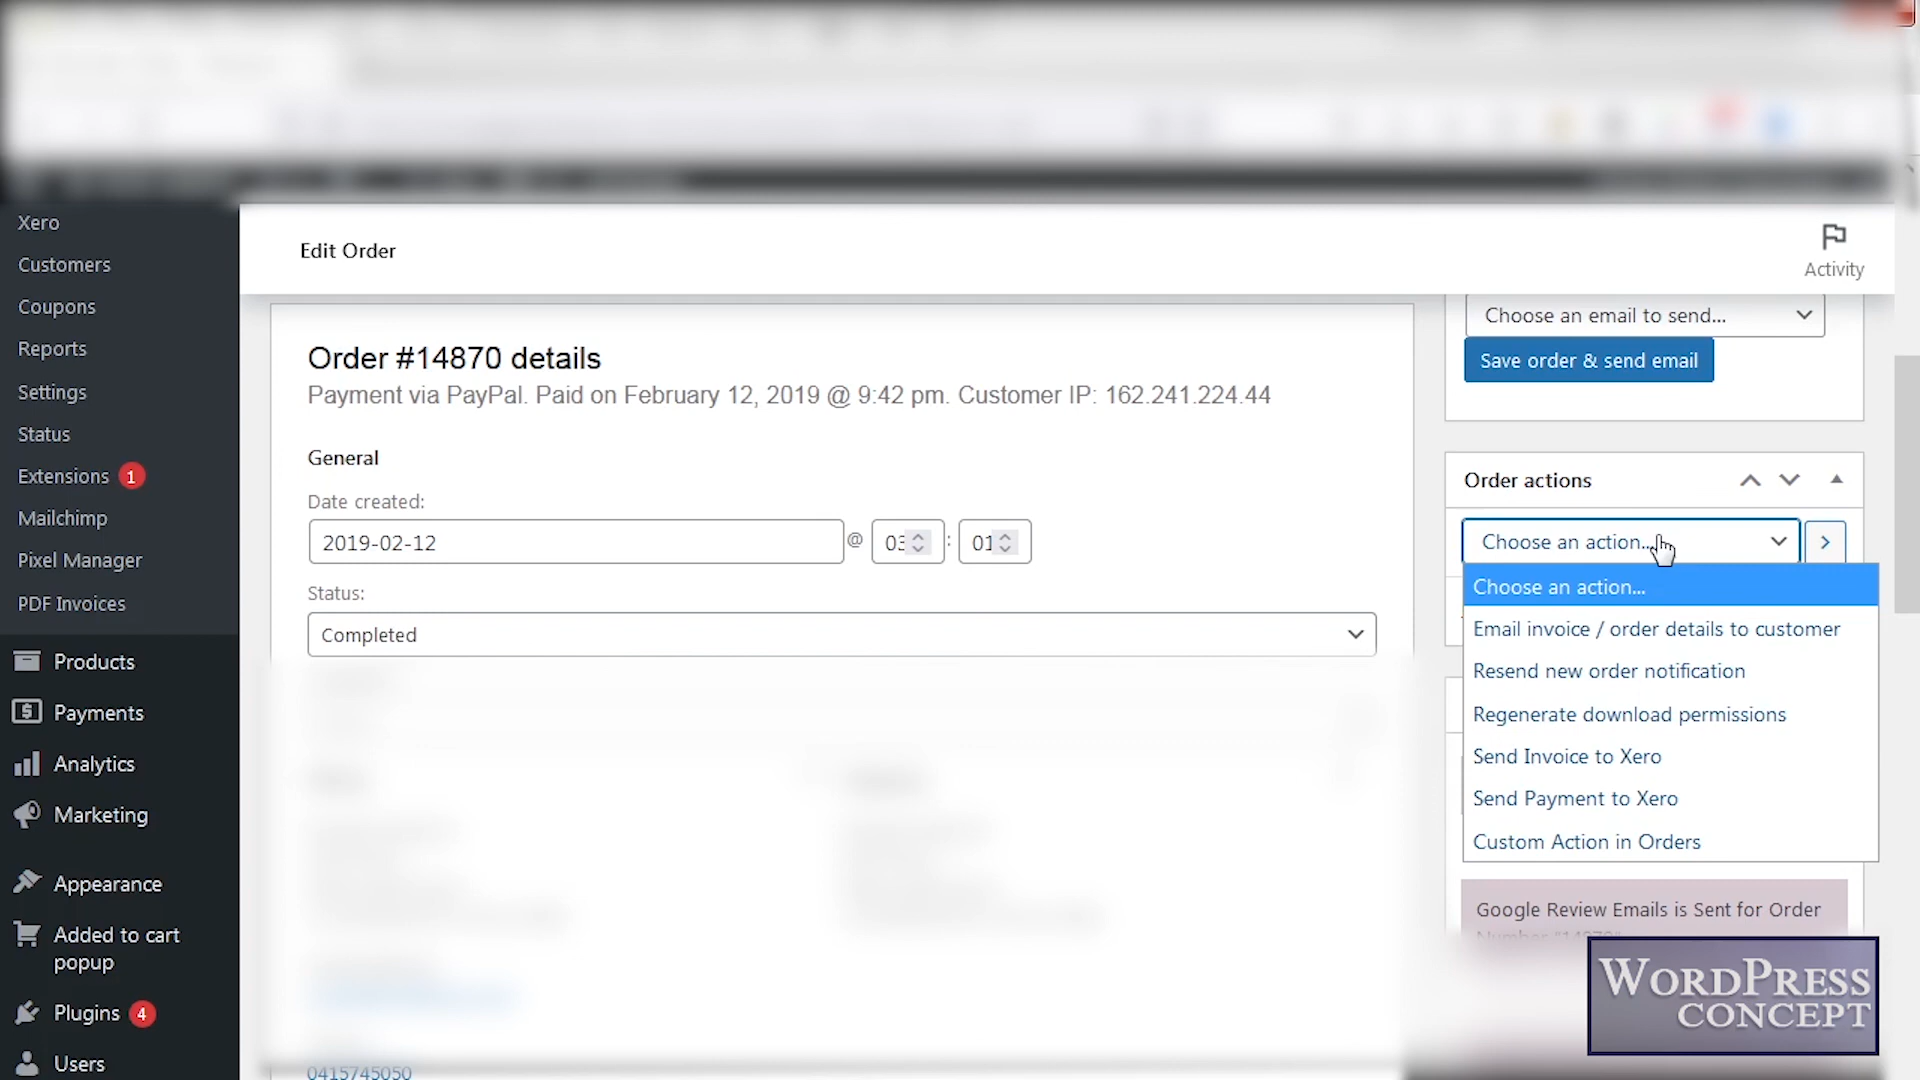 Xero
Customers
Coupons
Reports
Settings
Status
Extensions 1
Mailchimp
Pixel Manager
PDF Invoices
Products
Payments
Analytics
Marketing
Appearance
Added to cart
popup
Plugins 4
Users
Edit Order
Activity
Order #14870 details
Payment via PayPal. Paid on February 12, 2019 @ 9:42 pm. Customer IP: 162.241.224.44
General
Date created:
2019-02-12 @ 03 : 01
Status:
Completed
0415745050
Choose an email to send...
Save order & send email
Order actions
Choose an action...
Choose an action...
Email invoice / order details to customer
Resend new order notification
Regenerate download permissions
Send Invoice to Xero
Send Payment to Xero
Custom Action in Orders
Google Review Emails is Sent for Order
Number "14870"
WORDPRESS
CONCEPT